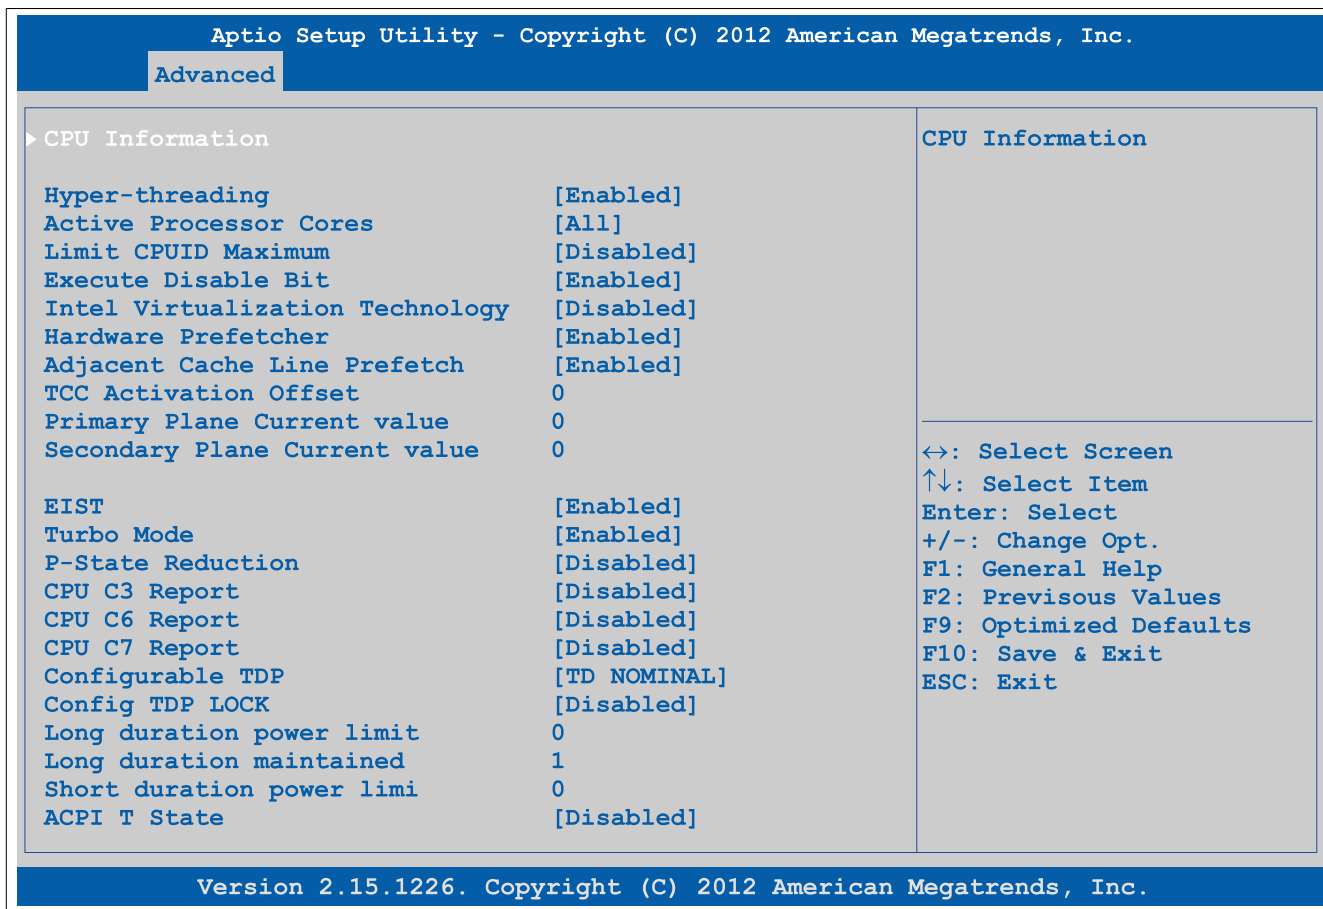 Aptio Setup Utility - Copyright (C) 2012 American Megatrends, Inc.
Advanced
CPU Information
Hyper-threading [Enabled]
Active Processor Cores [All]
Limit CPUID Maximum [Disabled]
Execute Disable Bit [Enabled]
Intel Virtualization Technology [Disabled]
Hardware Prefetcher [Enabled]
Adjacent Cache Line Prefetch [Enabled]
TCC Activation Offset 0
Primary Plane Current value 0
Secondary Plane Current value 0
EIST [Enabled]
Turbo Mode [Enabled]
P-State Reduction [Disabled]
CPU C3 Report [Disabled]
CPU C6 Report [Disabled]
CPU C7 Report [Disabled]
Configurable TDP [TD NOMINAL]
Config TDP LOCK [Disabled]
Long duration power limit 0
Long duration maintained 1
Short duration power limi 0
ACPI T State [Disabled]
CPU Information
↔: Select Screen
↑↓: Select Item
Enter: Select
+/-: Change Opt.
F1: General Help
F2: Previsous Values
F9: Optimized Defaults
F10: Save & Exit
ESC: Exit
Version 2.15.1226. Copyright (C) 2012 American Megatrends, Inc.